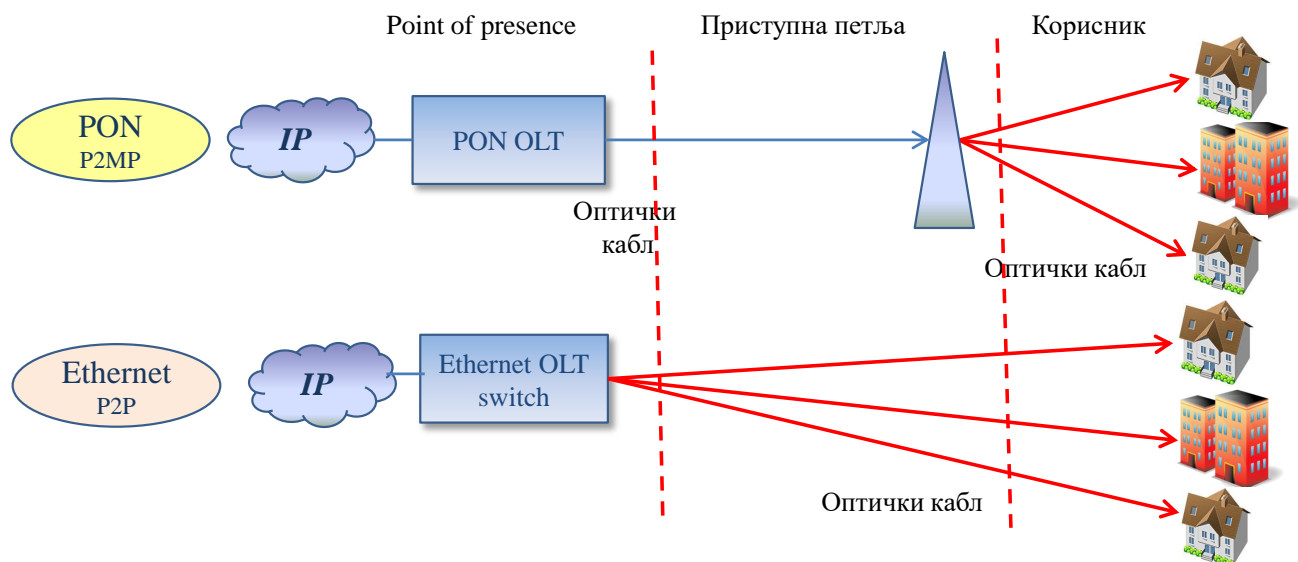 Point of presence
Приступна петља
Корисник
PON
P2MP
IP
PON OLT
Оптички
кабл
Оптички кабл
Ethernet
P2P
IP
Ethernet OLT
switch
Оптички кабл